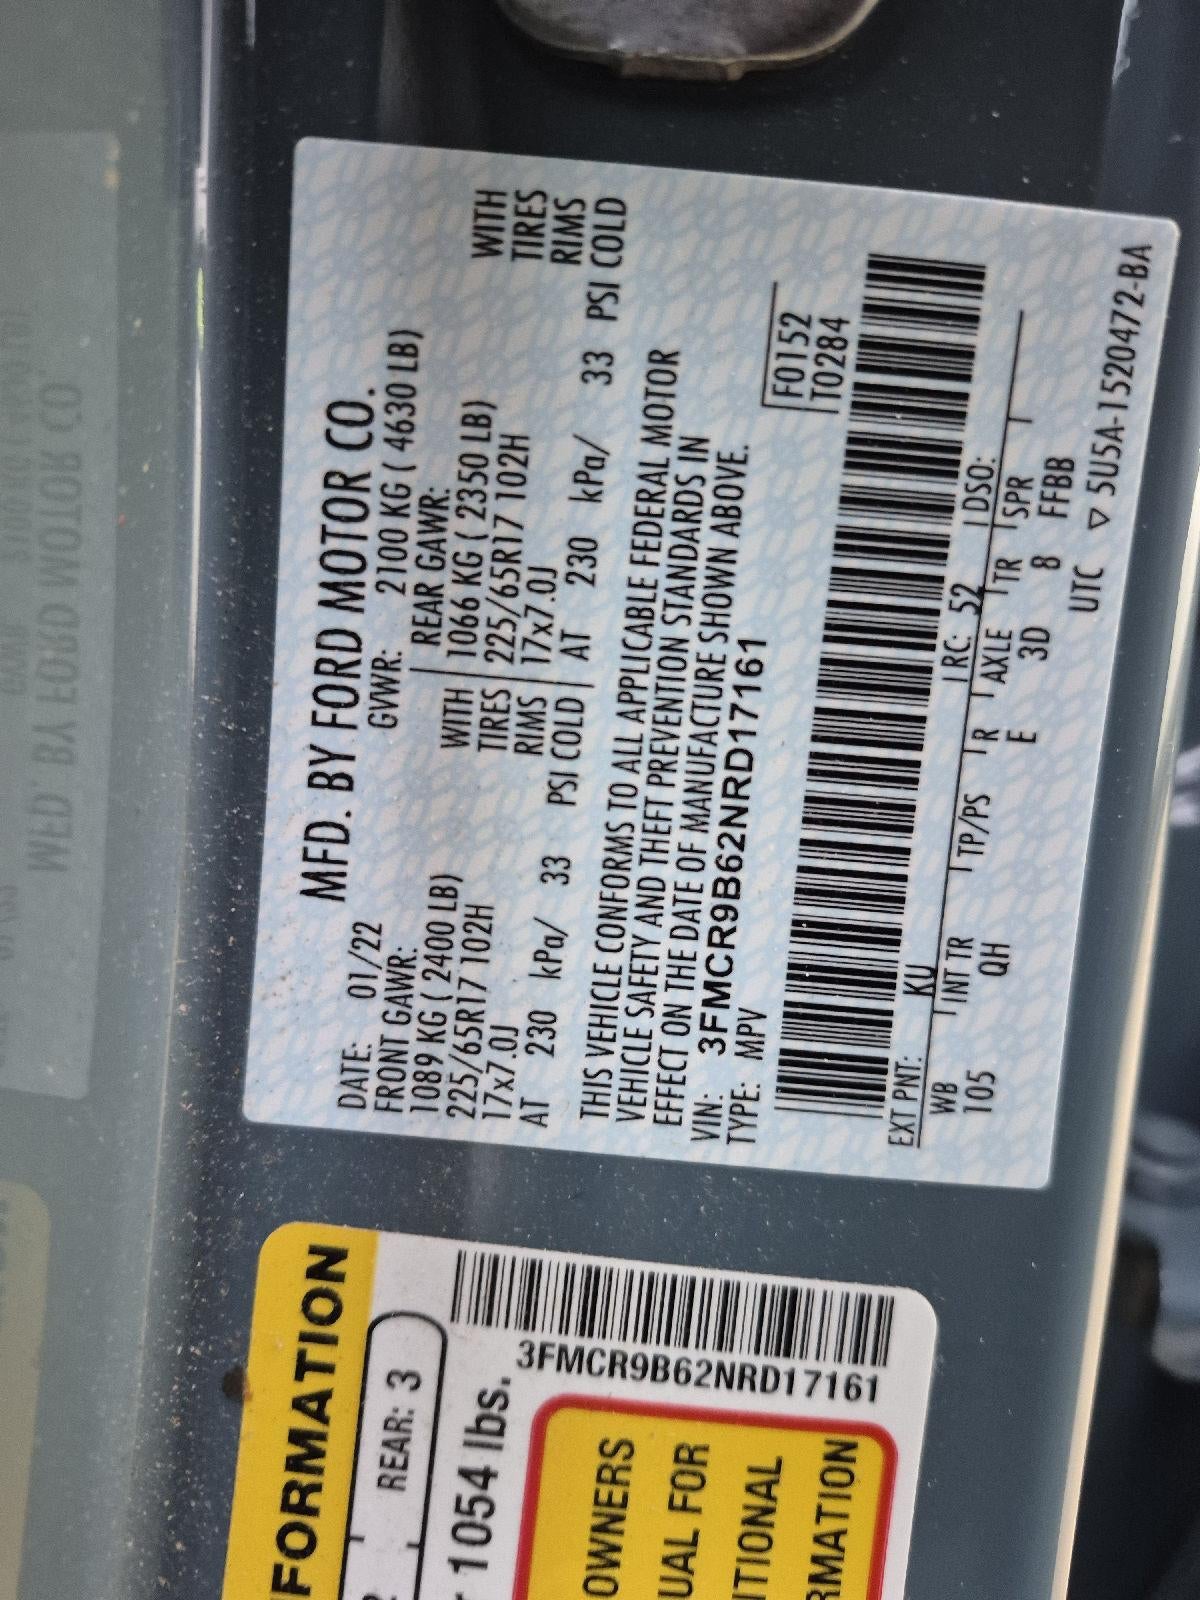 MFD. BY FORD MOTOR CO.
DATE: 01/22 GVWR: 2100 KG ( 4630 LB)
FRONT GAWR: REAR GAWR:
1089 KG ( 2400 LB) WITH 1066 KG ( 2350 LB) WITH
225/65R17 102H TIRES 225/65R17 102H TIRES
17x7.0J RIMS 17x7.0J RIMS
AT 230 kPa/ 33 PSI COLD AT 230 kPa/ 33 PSI COLD
THIS VEHICLE CONFORMS TO ALL APPLICABLE FEDERAL MOTOR
VEHICLE SAFETY AND THEFT PREVENTION STANDARDS IN
EFFECT ON THE DATE OF MANUFACTURE SHOWN ABOVE.
VIN: 3FMCR9B62NRD17161 F0152
TYPE: MPV T0284
EXT PNT: KU RC: 52 DSO:
WB INT TR TP/PS R AXLE TR SPR
105 QH E 3D 8 FFBB
UTC ▽ 5U5A-1520472-BA
FORMATION
REAR: 3
1054 lbs.
3FMCR9B62NRD17161
OWNERS
UAL FOR
ITIONAL
RMATION
MFD. BY FORD MOTOR CO.